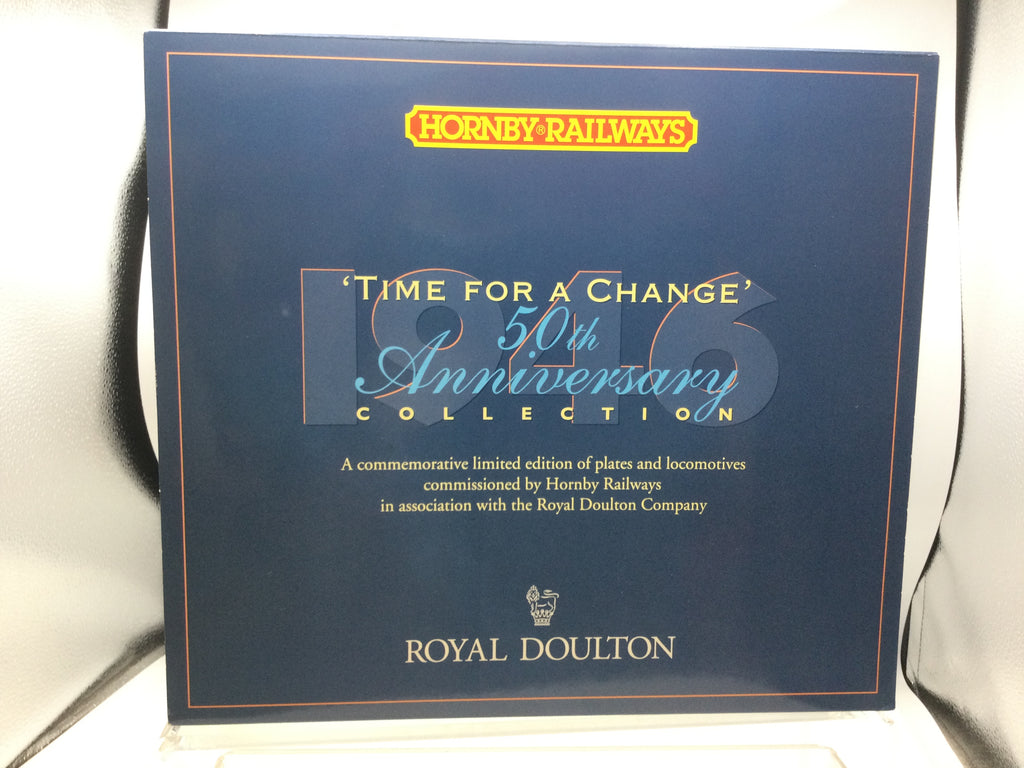 HORNBY® RAILWAYS
1946
‘TIME FOR A CHANGE’
50th
Anniversary
COLLECTION
A commemorative limited edition of plates and locomotives
commissioned by Hornby Railways
in association with the Royal Doulton Company
ROYAL DOULTON